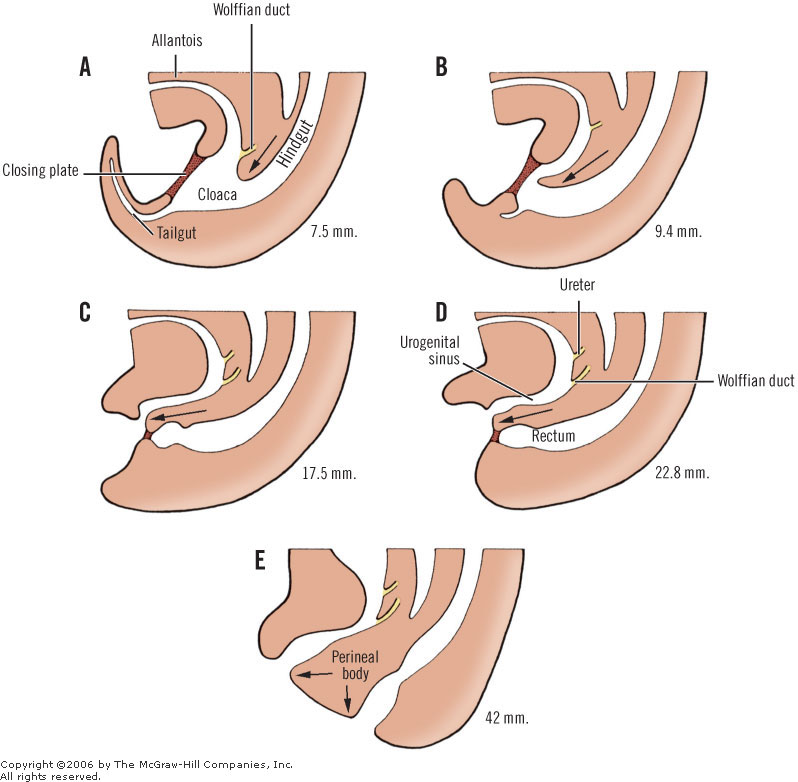 Wolffian duct
Allantois
A
B
Hindgut
Closing plate
Cloaca
Tailgut
7.5 mm.
9.4 mm.
C
D
Ureter
Urogenital
sinus
Wolffian duct
Rectum
17.5 mm.
22.8 mm.
E
Perineal
body
42 mm.
Copyright ©2006 by The McGraw-Hill Companies, Inc.
All rights reserved.